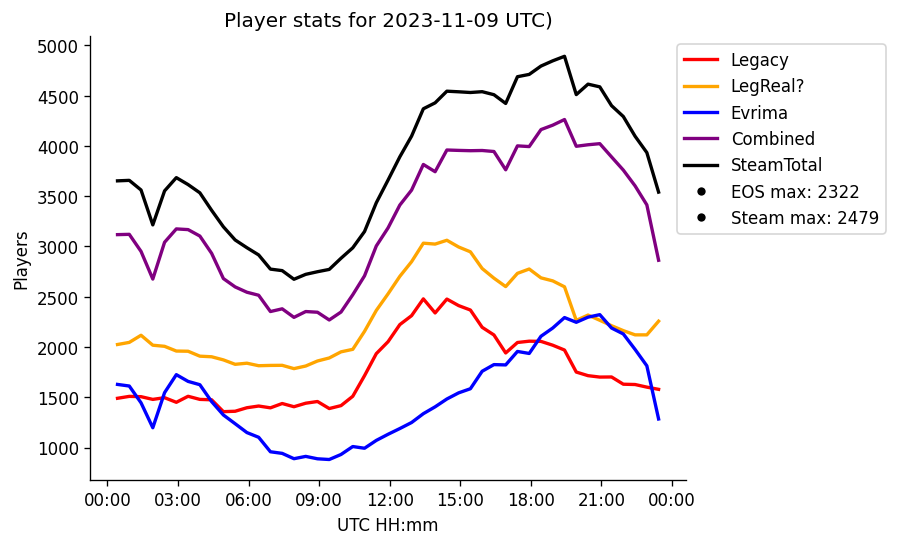 Player stats for 2023-11-09 UTC)
Legacy
LegReal?
Evrima
Combined
SteamTotal
EOS max: 2322
Steam max: 2479
Players
5000
4500
4000
3500
3000
2500
2000
1500
1000
00:00 03:00 06:00 09:00 12:00 15:00 18:00 21:00 00:00
UTC HH:mm